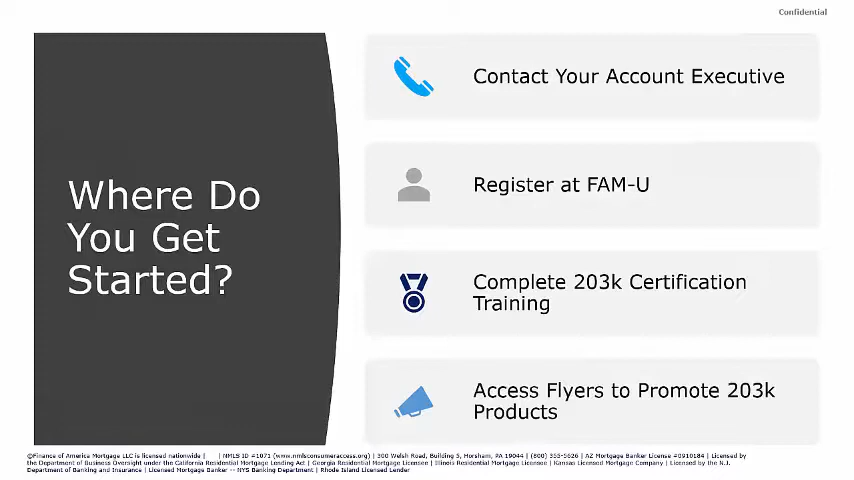 Confidential
Where Do
You Get
Started?
Contact Your Account Executive
Register at FAM-U
Complete 203k Certification
Training
Access Flyers to Promote 203k
Products
©Finance of America Mortgage LLC is licensed nationwide | | NMLS ID #1071 (www.nmlsconsumeraccess.org) | 300 Welsh Road, Building 5, Horsham, PA 19044 | (800) 355-5626 | AZ Mortgage Banker License #0910184 | Licensed by
the Department of Business Oversight under the California Residential Mortgage Lending Act | Georgia Residential Mortgage Licensee | Illinois Residential Mortgage Licensee | Kansas Licensed Mortgage Company | Licensed by the N.J.
Department of Banking and Insurance | Licensed Mortgage Banker -- NYS Banking Department | Rhode Island Licensed Lender